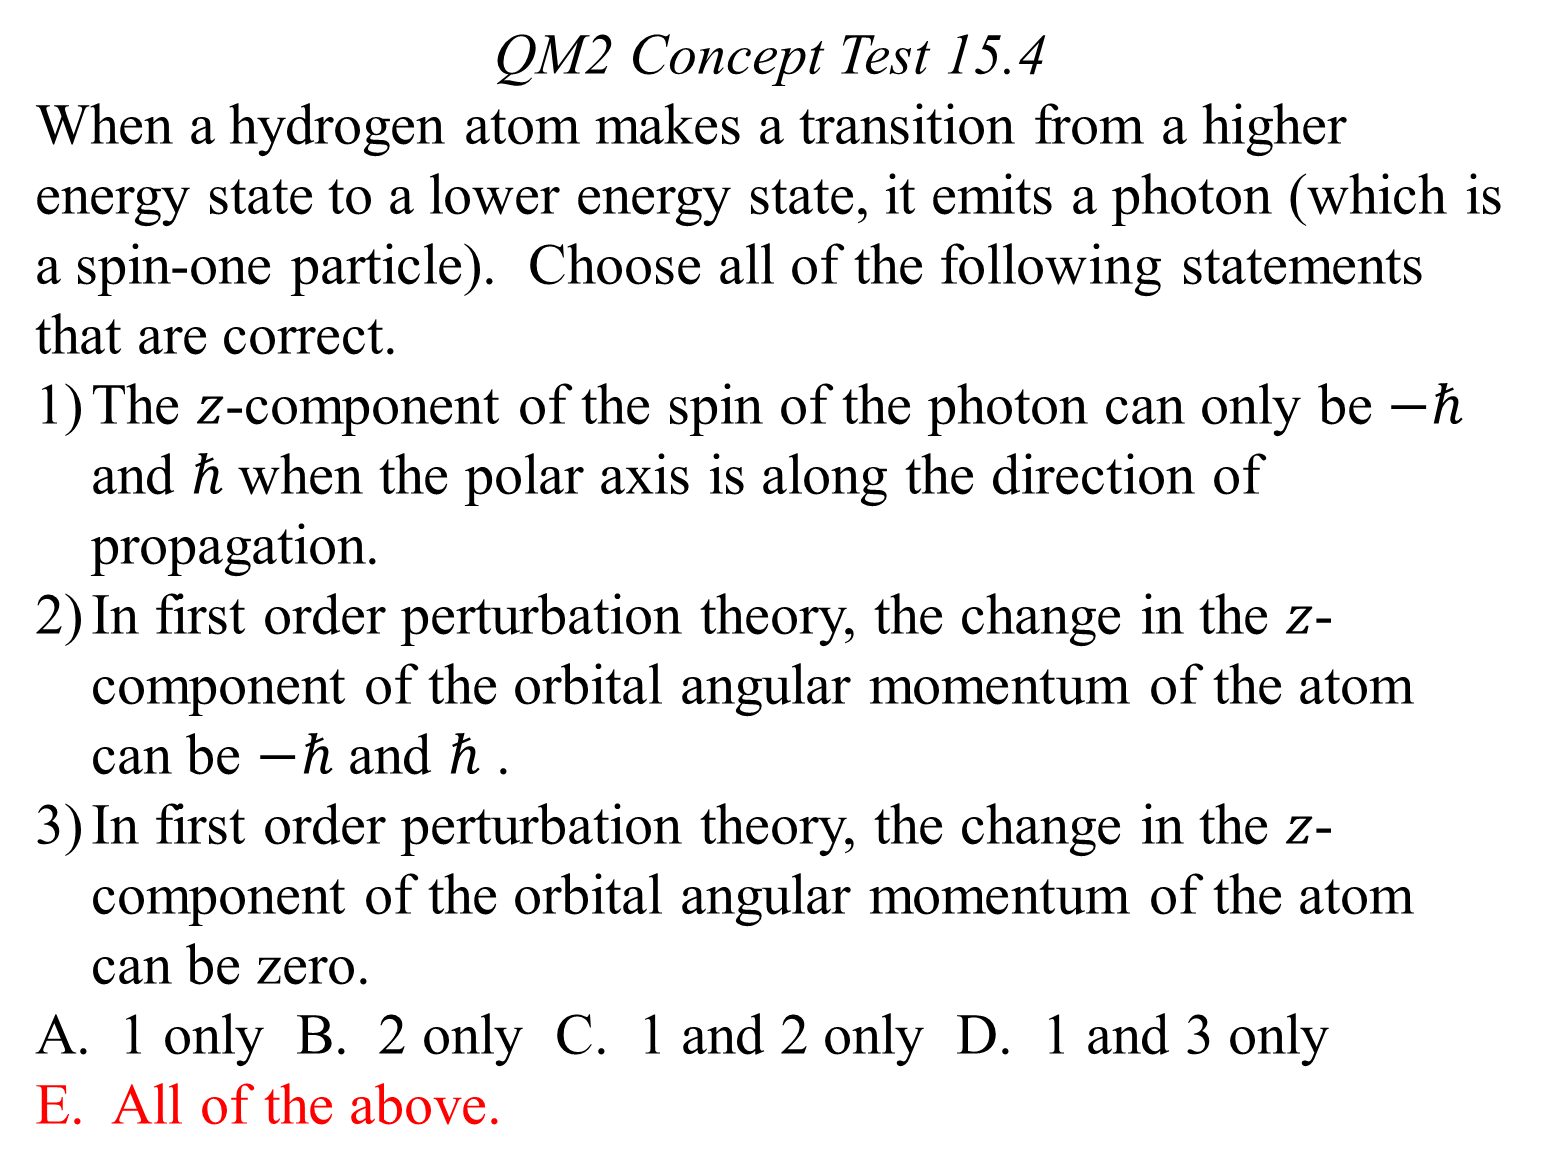 QM2 Concept Test 15.4
When a hydrogen atom makes a transition from a higher
energy state to a lower energy state, it emits a photon (which is
a spin-one particle).  Choose all of the following statements
that are correct.
1) The z-component of the spin of the photon can only be −ℏ
and ℏ when the polar axis is along the direction of
propagation.
2) In first order perturbation theory, the change in the z-
component of the orbital angular momentum of the atom
can be −ℏ and ℏ .
3) In first order perturbation theory, the change in the z-
component of the orbital angular momentum of the atom
can be zero.
A.  1 only  B.  2 only  C.  1 and 2 only  D.  1 and 3 only
E.  All of the above.